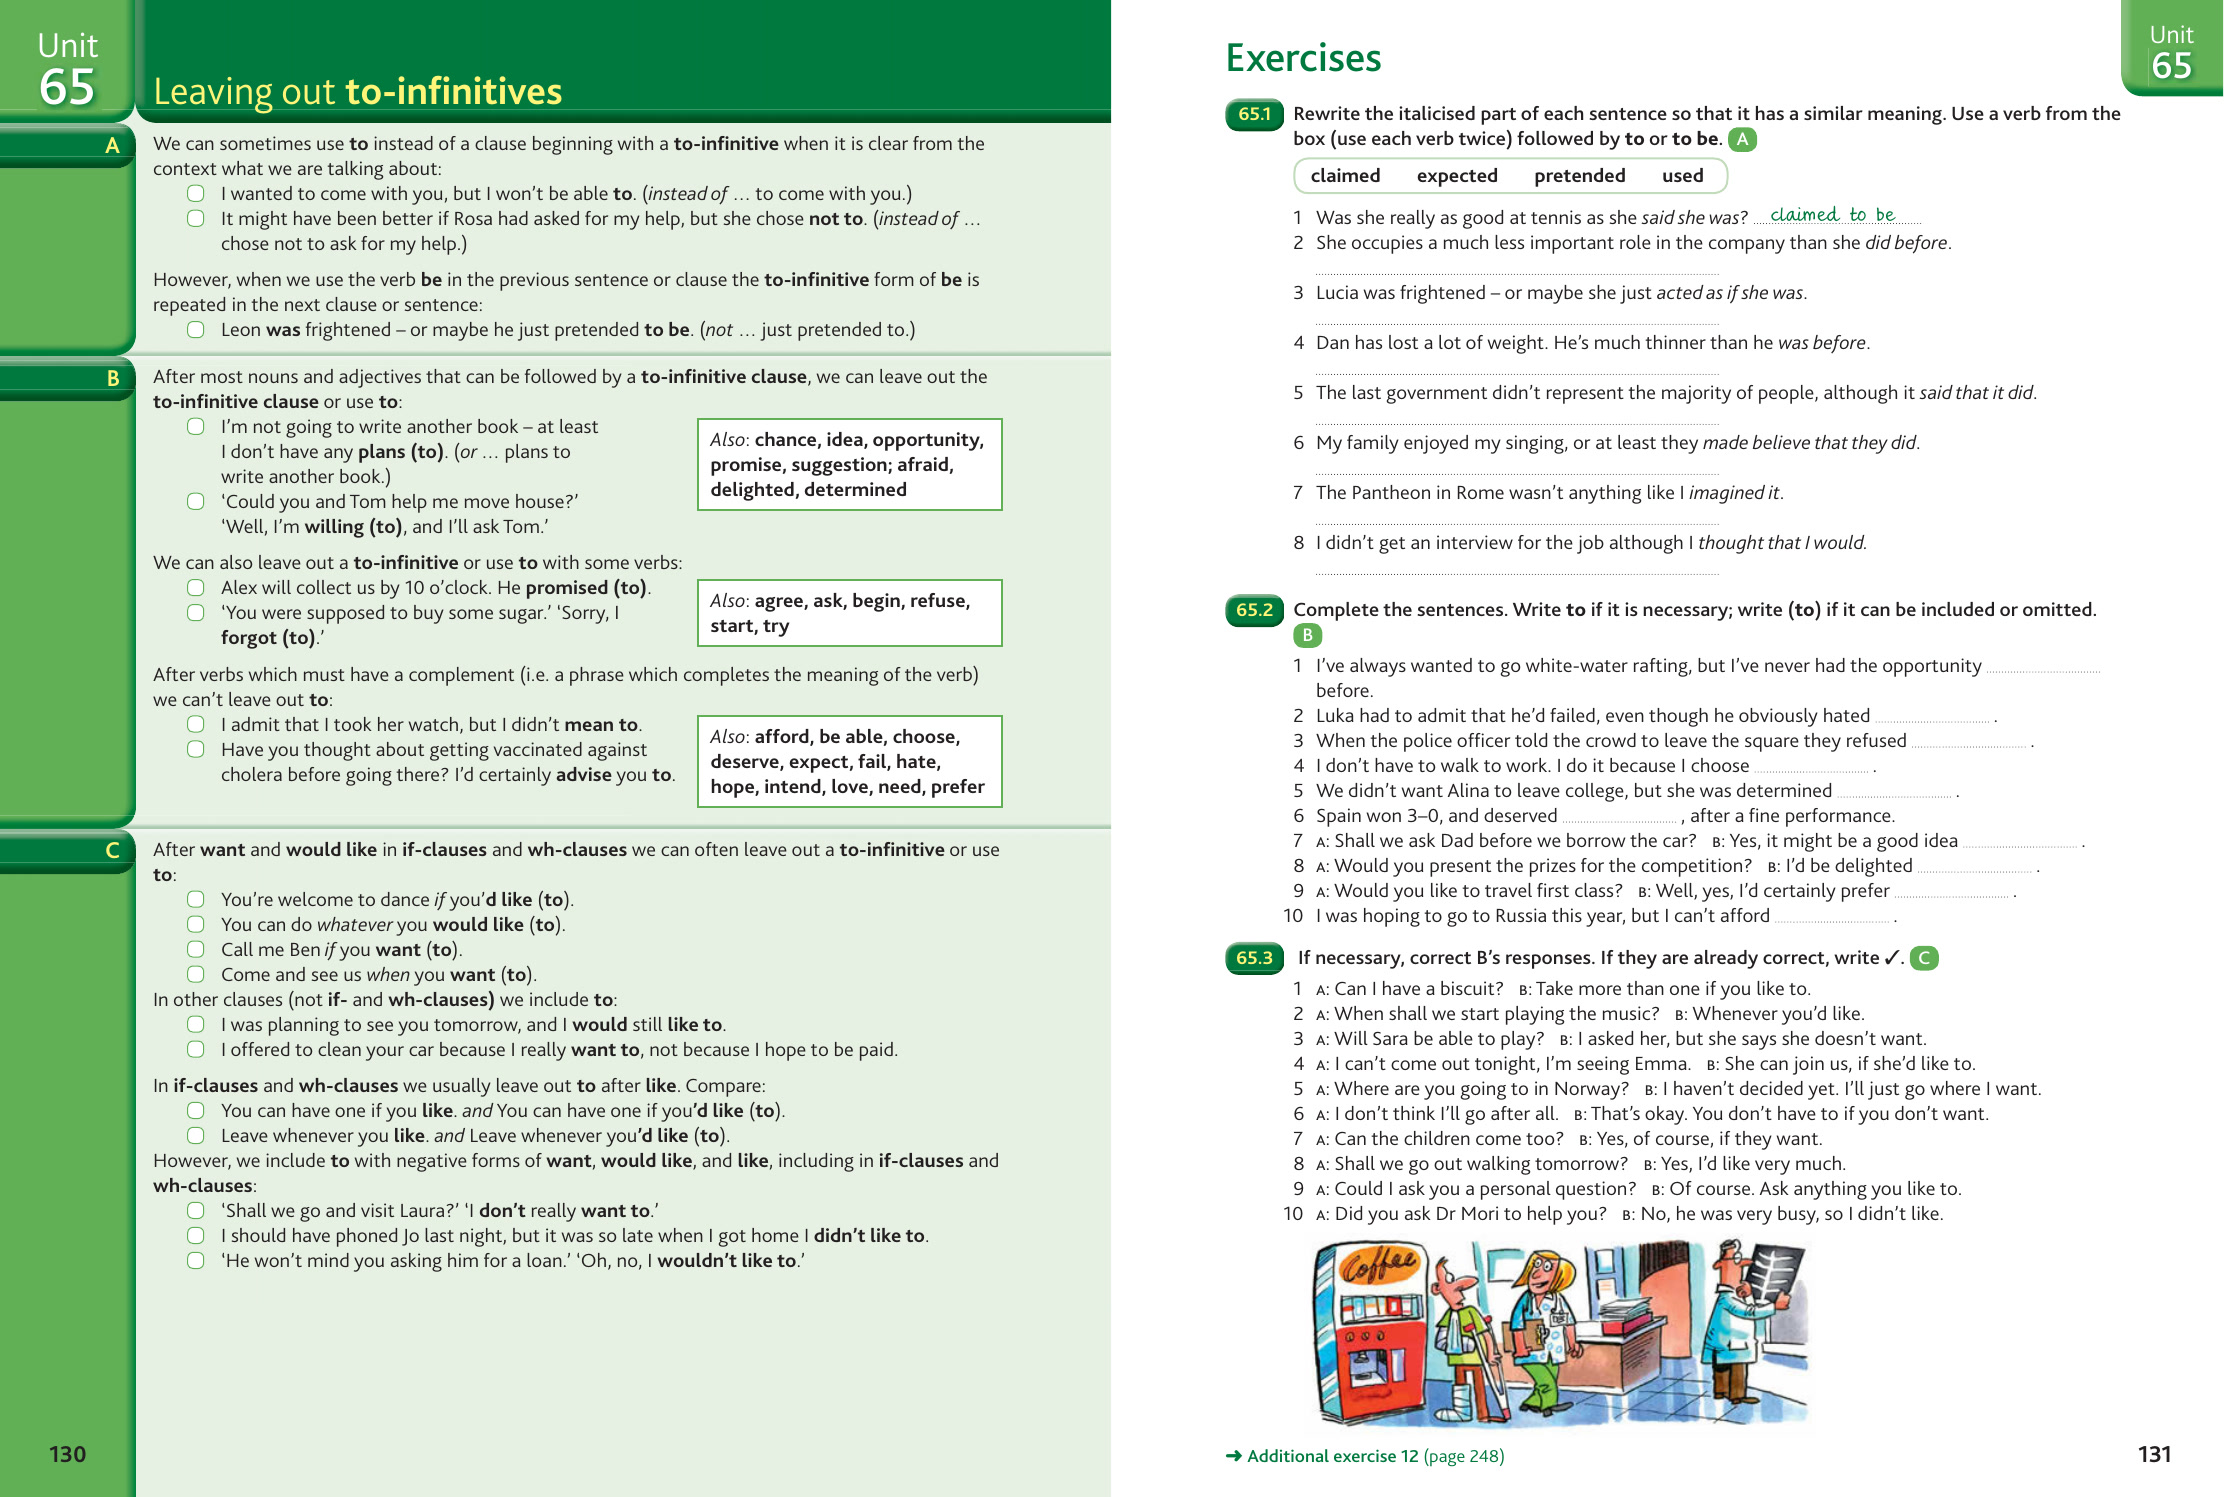 Unit
65
Leaving out to-infinitives
A
We can sometimes use to instead of a clause beginning with a to-infinitive when it is clear from the
context what we are talking about:
I wanted to come with you, but I won't be able to. (instead of … to come with you.)
It might have been better if Rosa had asked for my help, but she chose not to. (instead of …
chose not to ask for my help.)
However, when we use the verb be in the previous sentence or clause the to-infinitive form of be is
repeated in the next clause or sentence:
Leon was frightened – or maybe he just pretended to be. (not … just pretended to.)
B
After most nouns and adjectives that can be followed by a to-infinitive clause, we can leave out the
to-infinitive clause or use to:
I'm not going to write another book – at least
I don't have any plans (to). (or … plans to
write another book.)
'Could you and Tom help me move house?'
'Well, I'm willing (to), and I'll ask Tom.'
Also: chance, idea, opportunity,
promise, suggestion; afraid,
delighted, determined
We can also leave out a to-infinitive or use to with some verbs:
Alex will collect us by 10 o'clock. He promised (to).
'You were supposed to buy some sugar.' 'Sorry, I
forgot (to).'
Also: agree, ask, begin, refuse,
start, try
After verbs which must have a complement (i.e. a phrase which completes the meaning of the verb)
we can't leave out to:
I admit that I took her watch, but I didn't mean to.
Have you thought about getting vaccinated against
cholera before going there? I'd certainly advise you to.
Also: afford, be able, choose,
deserve, expect, fail, hate,
hope, intend, love, need, prefer
C
After want and would like in if-clauses and wh-clauses we can often leave out a to-infinitive or use
to:
You're welcome to dance if you'd like (to).
You can do whatever you would like (to).
Call me Ben if you want (to).
Come and see us when you want (to).
In other clauses (not if- and wh-clauses) we include to:
I was planning to see you tomorrow, and I would still like to.
I offered to clean your car because I really want to, not because I hope to be paid.
In if-clauses and wh-clauses we usually leave out to after like. Compare:
You can have one if you like. and You can have one if you'd like (to).
Leave whenever you like. and Leave whenever you'd like (to).
However, we include to with negative forms of want, would like, and like, including in if-clauses and
wh-clauses:
'Shall we go and visit Laura?' 'I don't really want to.'
I should have phoned Jo last night, but it was so late when I got home I didn't like to.
'He won't mind you asking him for a loan.' 'Oh, no, I wouldn't like to.'
130
Exercises
Unit
65
65.1 Rewrite the italicised part of each sentence so that it has a similar meaning. Use a verb from the
box (use each verb twice) followed by to or to be. A
claimed expected pretended used
1 Was she really as good at tennis as she said she was? claimed to be
2 She occupies a much less important role in the company than she did before.
3 Lucia was frightened – or maybe she just acted as if she was.
4 Dan has lost a lot of weight. He's much thinner than he was before.
5 The last government didn't represent the majority of people, although it said that it did.
6 My family enjoyed my singing, or at least they made believe that they did.
7 The Pantheon in Rome wasn't anything like I imagined it.
8 I didn't get an interview for the job although I thought that I would.
65.2 Complete the sentences. Write to if it is necessary; write (to) if it can be included or omitted.
B
1 I've always wanted to go white-water rafting, but I've never had the opportunity ........
before.
2 Luka had to admit that he'd failed, even though he obviously hated ........ .
3 When the police officer told the crowd to leave the square they refused ........ .
4 I don't have to walk to work. I do it because I choose ........ .
5 We didn't want Alina to leave college, but she was determined ........ .
6 Spain won 3–0, and deserved ........ , after a fine performance.
7 A: Shall we ask Dad before we borrow the car? B: Yes, it might be a good idea ........ .
8 A: Would you present the prizes for the competition? B: I'd be delighted ........ .
9 A: Would you like to travel first class? B: Well, yes, I'd certainly prefer ........ .
10 I was hoping to go to Russia this year, but I can't afford ........ .
65.3 If necessary, correct B's responses. If they are already correct, write ✓. C
1 A: Can I have a biscuit? B: Take more than one if you like to.
2 A: When shall we start playing the music? B: Whenever you'd like.
3 A: Will Sara be able to play? B: I asked her, but she says she doesn't want.
4 A: I can't come out tonight, I'm seeing Emma. B: She can join us, if she'd like to.
5 A: Where are you going to in Norway? B: I haven't decided yet. I'll just go where I want.
6 A: I don't think I'll go after all. B: That's okay. You don't have to if you don't want.
7 A: Can the children come too? B: Yes, of course, if they want.
8 A: Shall we go out walking tomorrow? B: Yes, I'd like very much.
9 A: Could I ask you a personal question? B: Of course. Ask anything you like to.
10 A: Did you ask Dr Mori to help you? B: No, he was very busy, so I didn't like.
Coffee
➜ Additional exercise 12 (page 248)
131